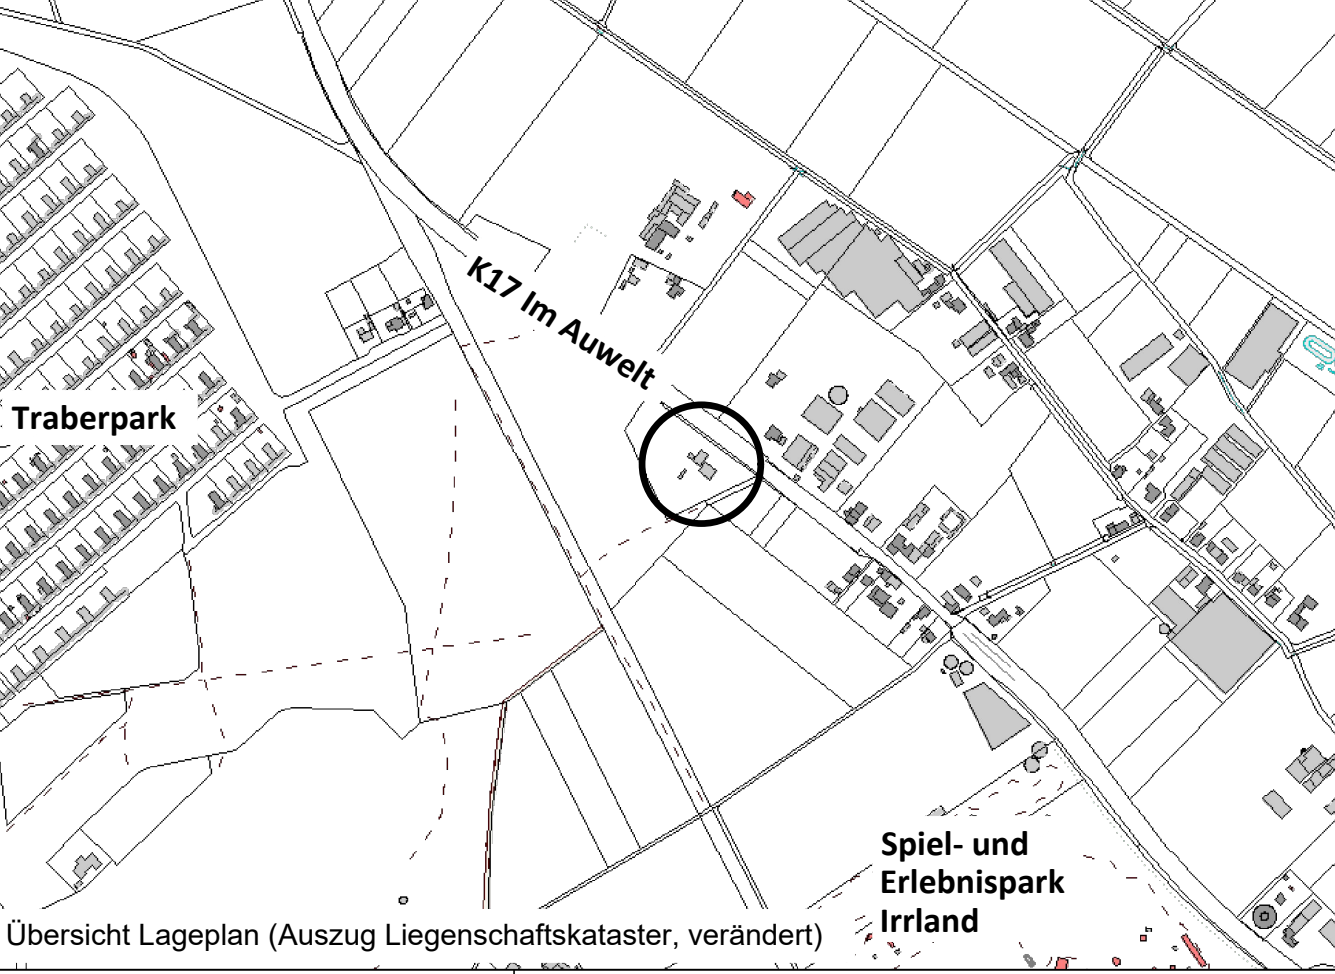 K17 Im Auwelt
Traberpark
Spiel- und
Erlebnispark
Irrland
Übersicht Lageplan (Auszug Liegenschaftskataster, verändert)